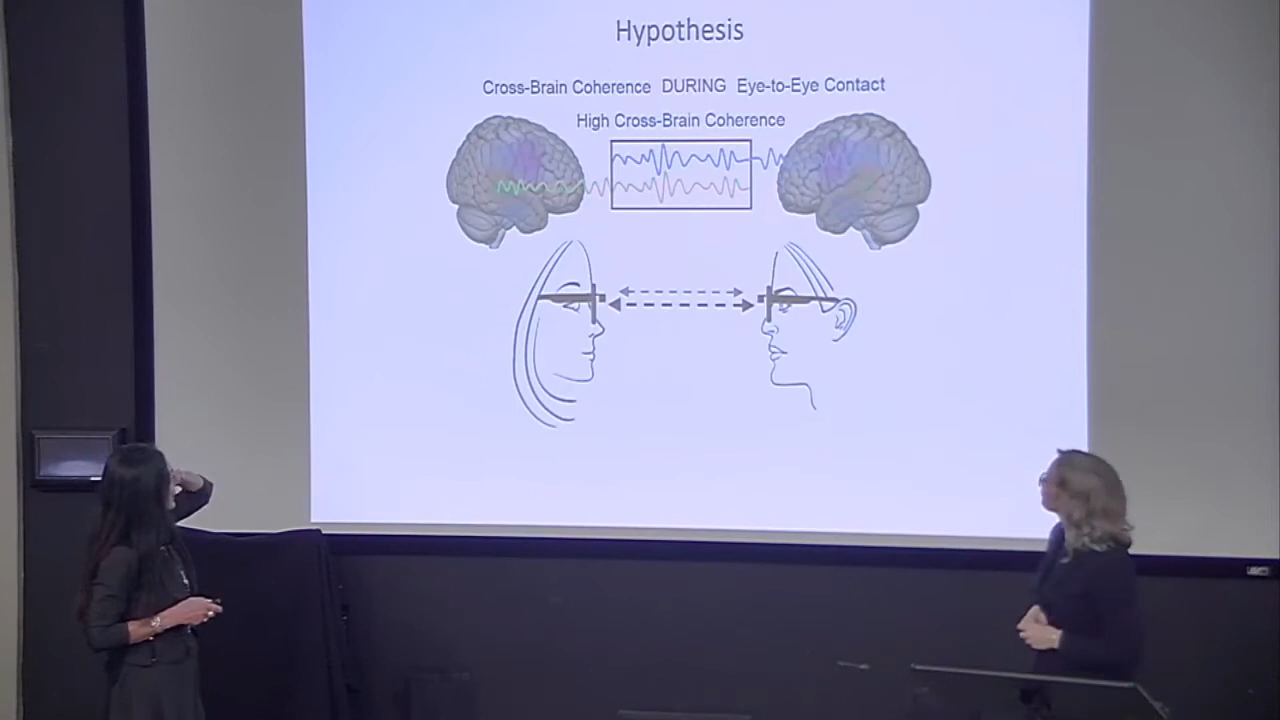 Hypothesis
Cross-Brain Coherence DURING Eye-to-Eye Contact
High Cross-Brain Coherence